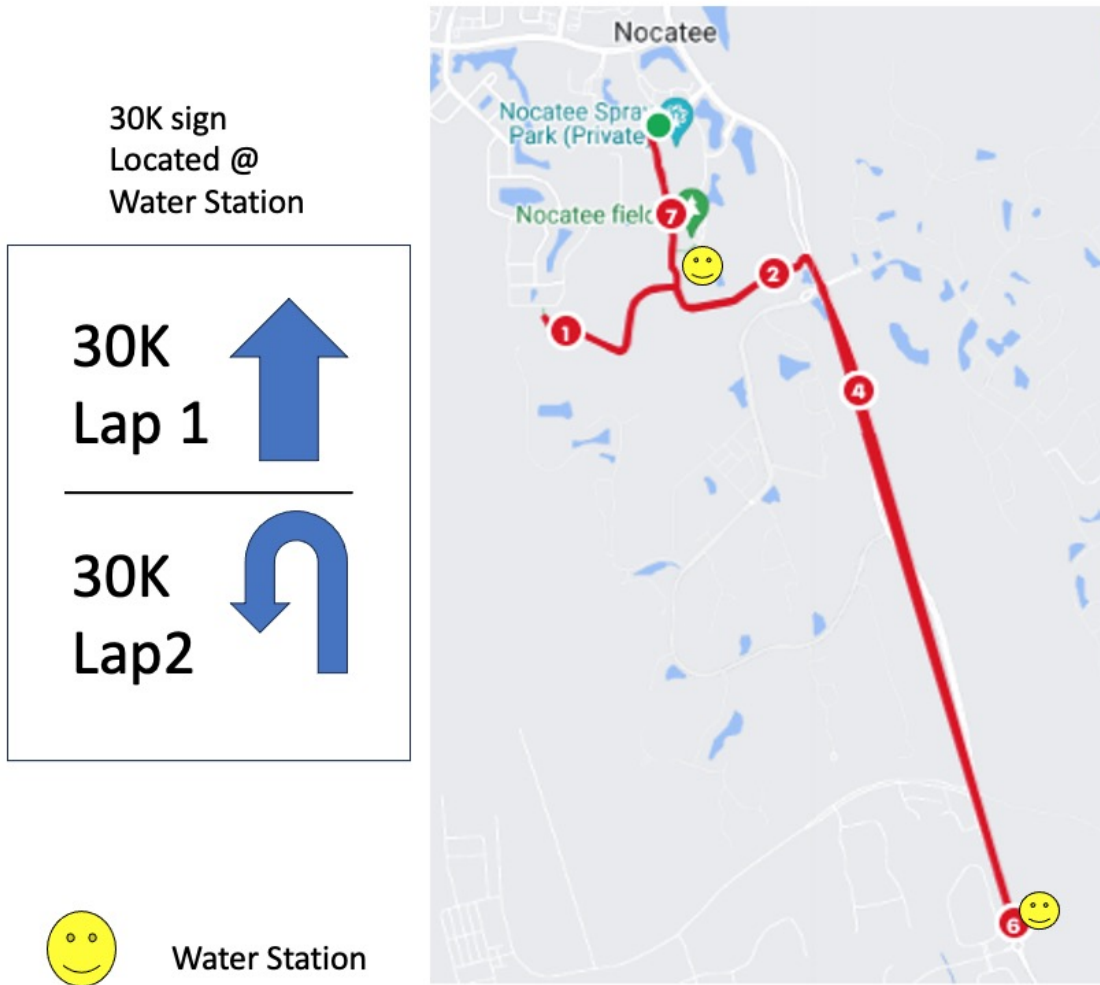 30K sign
Located @
Water Station
30K
Lap 1
30K
Lap2
Water Station
Nocatee
Nocatee Spray
Park (Private
Nocatee field
7
2
1
4
6